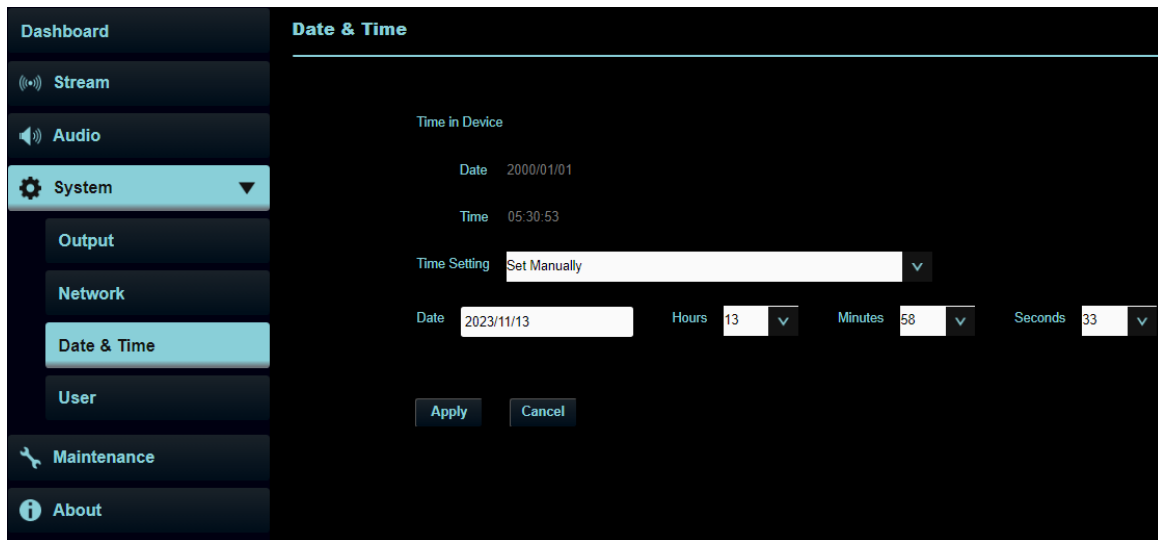 Dashboard
Stream
Audio
System
Output
Network
Date & Time
User
Maintenance
About
Date & Time
Time in Device
Date 2000/01/01
Time 05:30:53
Time Setting Set Manually
Date 2023/11/13 Hours 13 Minutes 58 Seconds 33
Apply Cancel